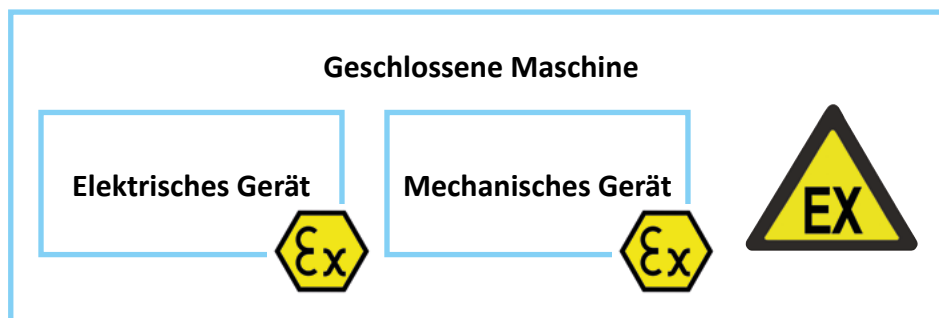 Geschlossene Maschine
Elektrisches Gerät
Mechanisches Gerät
EX
Ex
Ex